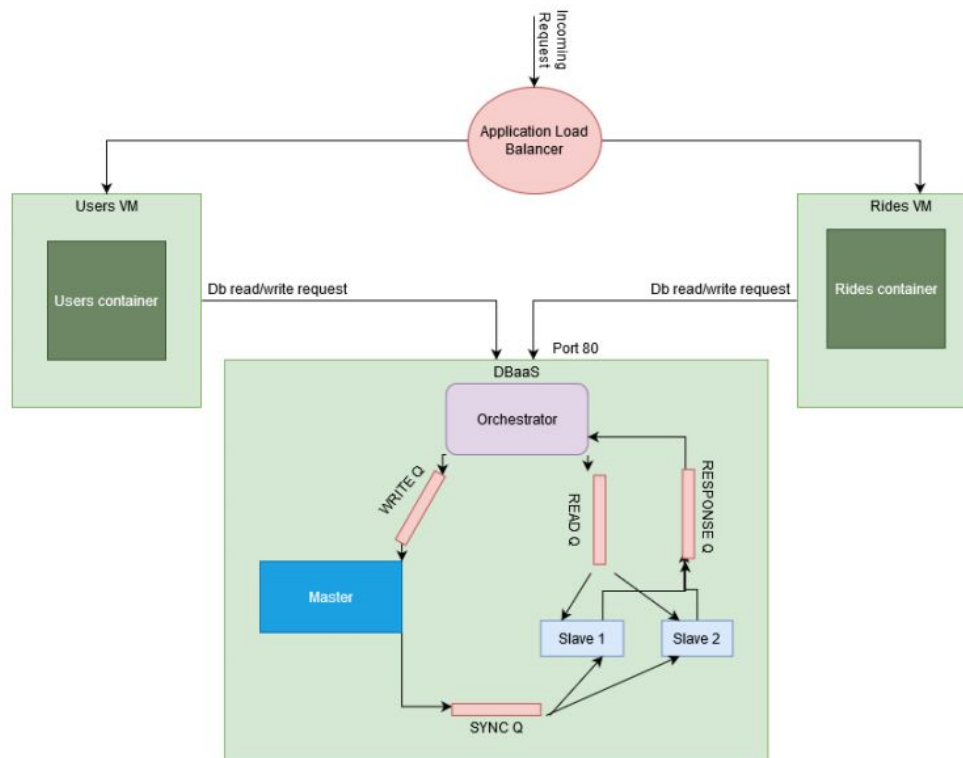 Incoming
Request
Application Load
Balancer
Users VM
Rides VM
Users container
Rides container
Db read/write request
Db read/write request
Port 80
DBaaS
Orchestrator
WRITE Q
READ Q
RESPONSE Q
Master
Slave 1
Slave 2
SYNC Q